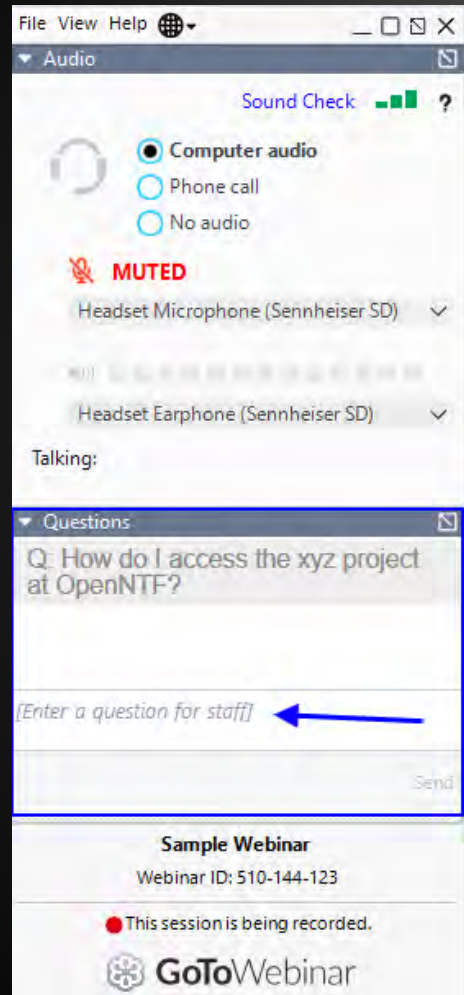 File View Help
Audio
Sound Check ?
Computer audio
Phone call
No audio
MUTED
Headset Microphone (Sennheiser SD)
Headset Earphone (Sennheiser SD)
Talking:
Questions
Q: How do I access the xyz project
at OpenNTF?
[Enter a question for staff]
Send
Sample Webinar
Webinar ID: 510-144-123
This session is being recorded.
GoToWebinar